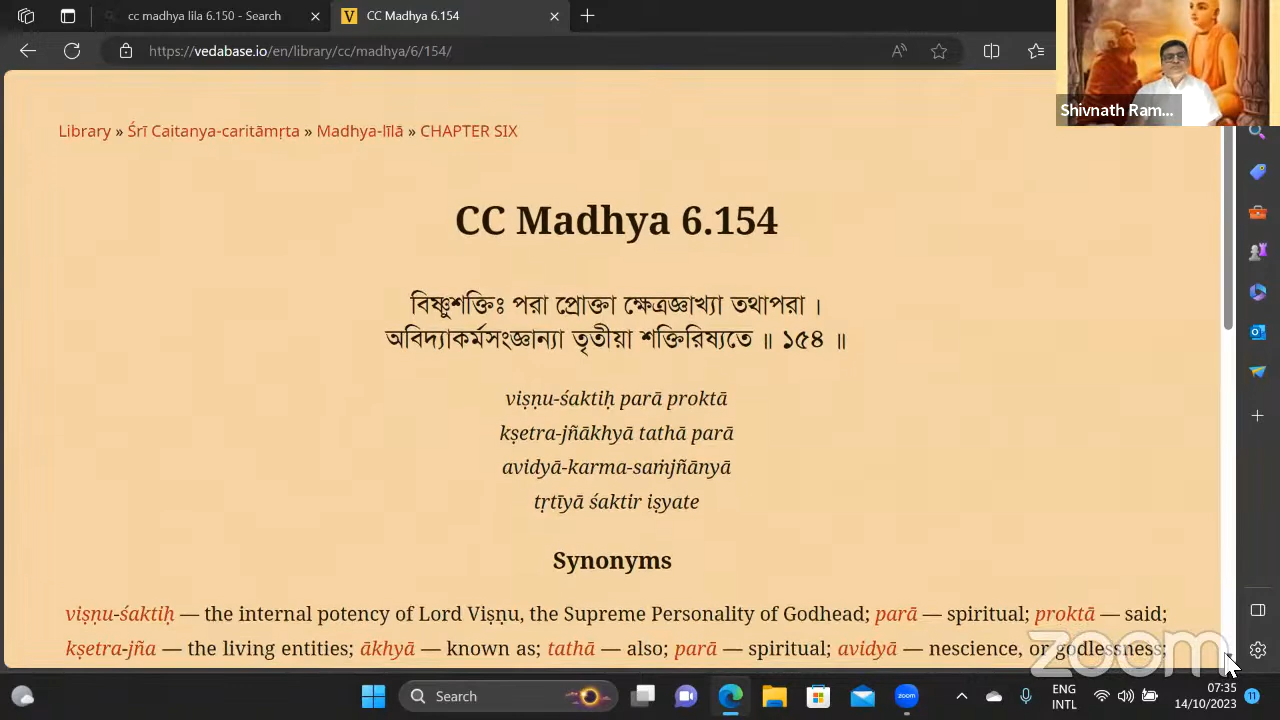 cc madhya lila 6.150 - Search
CC Madhya 6.154
https://vedabase.io/en/library/cc/madhya/6/154/
Shivnath Ram...
Library » Śrī Caitanya-caritāmṛta » Madhya-līlā » CHAPTER SIX
CC Madhya 6.154
বিষ্ণুশক্তিঃ পরা প্রোক্তা ক্ষেত্রজ্ঞাখ্যা তথাপরা ।
অবিদ্যাকর্মসংজ্ঞান্যা তৃতীয়া শক্তিরিষ্যতে ॥ ১৫৪ ॥
viṣṇu-śaktiḥ parā proktā
kṣetra-jñākhyā tathā parā
avidyā-karma-saṁjñānyā
tṛtīyā śaktir iṣyate
Synonyms
viṣṇu-śaktiḥ — the internal potency of Lord Viṣṇu, the Supreme Personality of Godhead; parā — spiritual; proktā — said;
kṣetra-jña — the living entities; ākhyā — known as; tathā — also; parā — spiritual; avidyā — nescience, or godlessness;
zoom
Search
zoom
ENG
INTL
07:35
14/10/2023
11